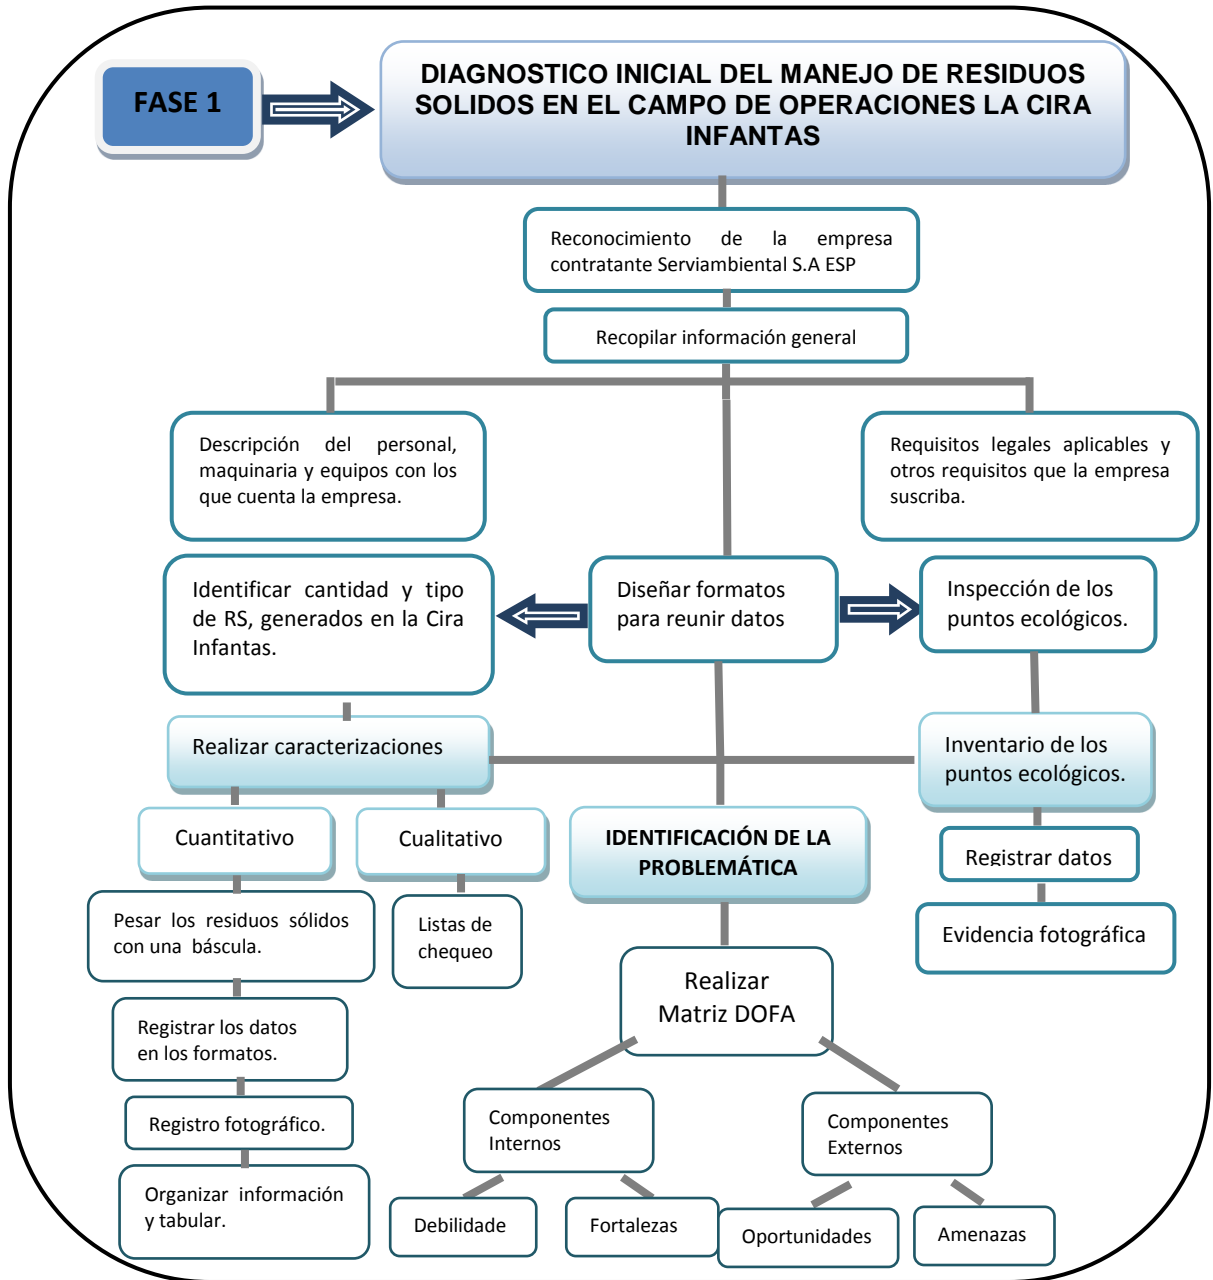 FASE 1
DIAGNOSTICO INICIAL DEL MANEJO DE RESIDUOS
SOLIDOS EN EL CAMPO DE OPERACIONES LA CIRA
INFANTAS
Reconocimiento de la empresa
contratante Serviambiental S.A ESP
Recopilar información general
Descripción del personal,
maquinaria y equipos con los
que cuenta la empresa.
Requisitos legales aplicables y
otros requisitos que la empresa
suscriba.
Identificar cantidad y tipo
de RS, generados en la Cira
Infantas.
Diseñar formatos
para reunir datos
Inspección de los
puntos ecológicos.
Realizar caracterizaciones
Inventario de los
puntos ecológicos.
Cuantitativo
Cualitativo
IDENTIFICACIÓN DE LA
PROBLEMÁTICA
Registrar datos
Pesar los residuos sólidos
con una báscula.
Listas de
chequeo
Evidencia fotográfica
Realizar
Matriz DOFA
Registrar los datos
en los formatos.
Registro fotográfico.
Componentes
Internos
Componentes
Externos
Organizar información
y tabular.
Debilidade
Fortalezas
Oportunidades
Amenazas